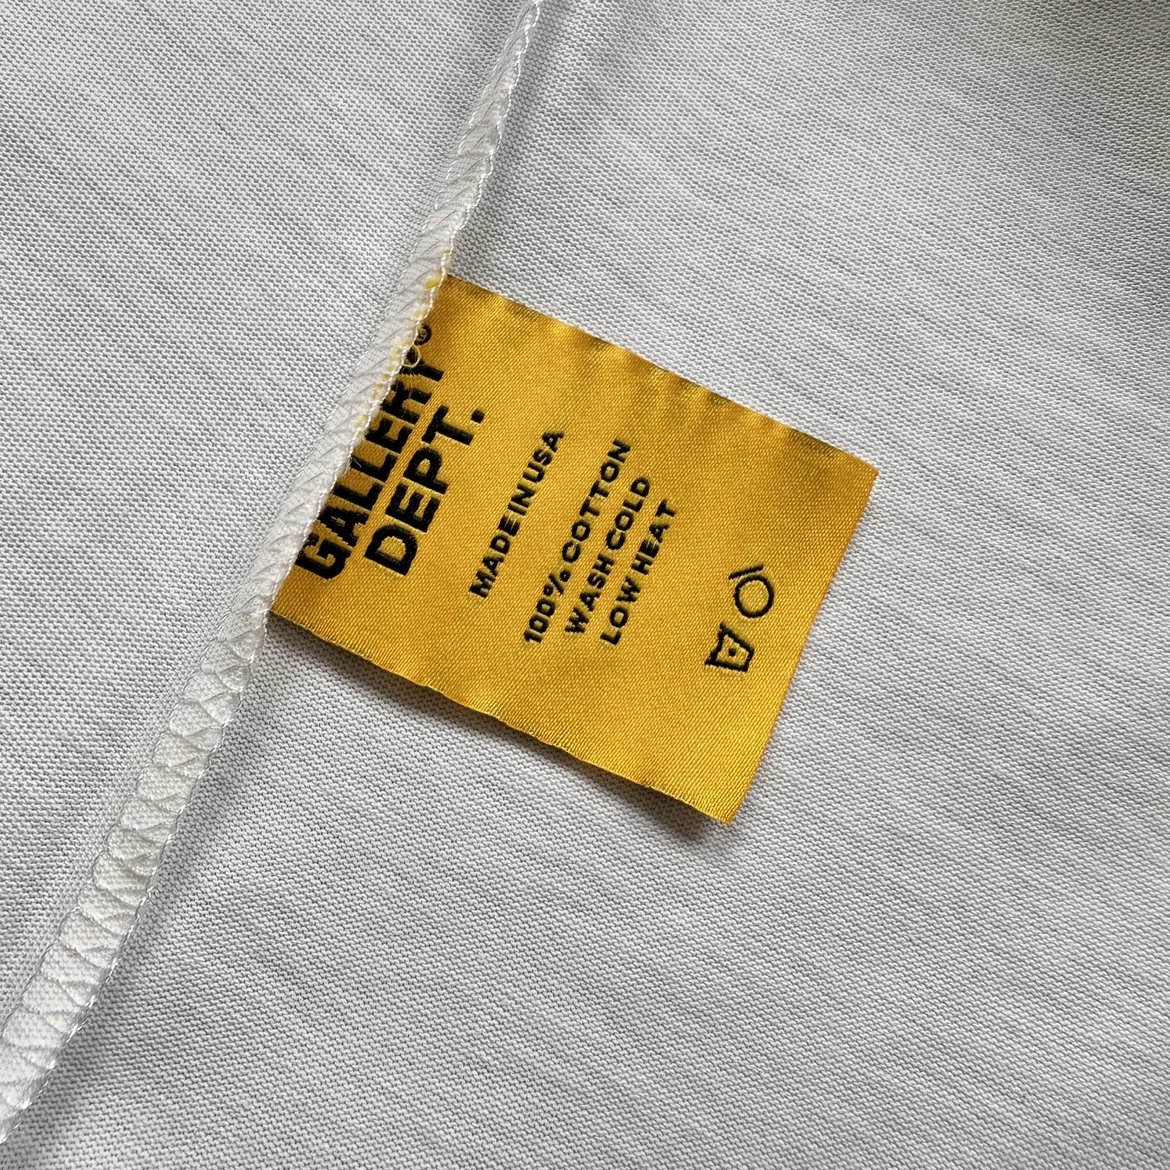 GALLERY®
DEPT.
MADE IN USA
100% COTTON
WASH COLD
LOW HEAT